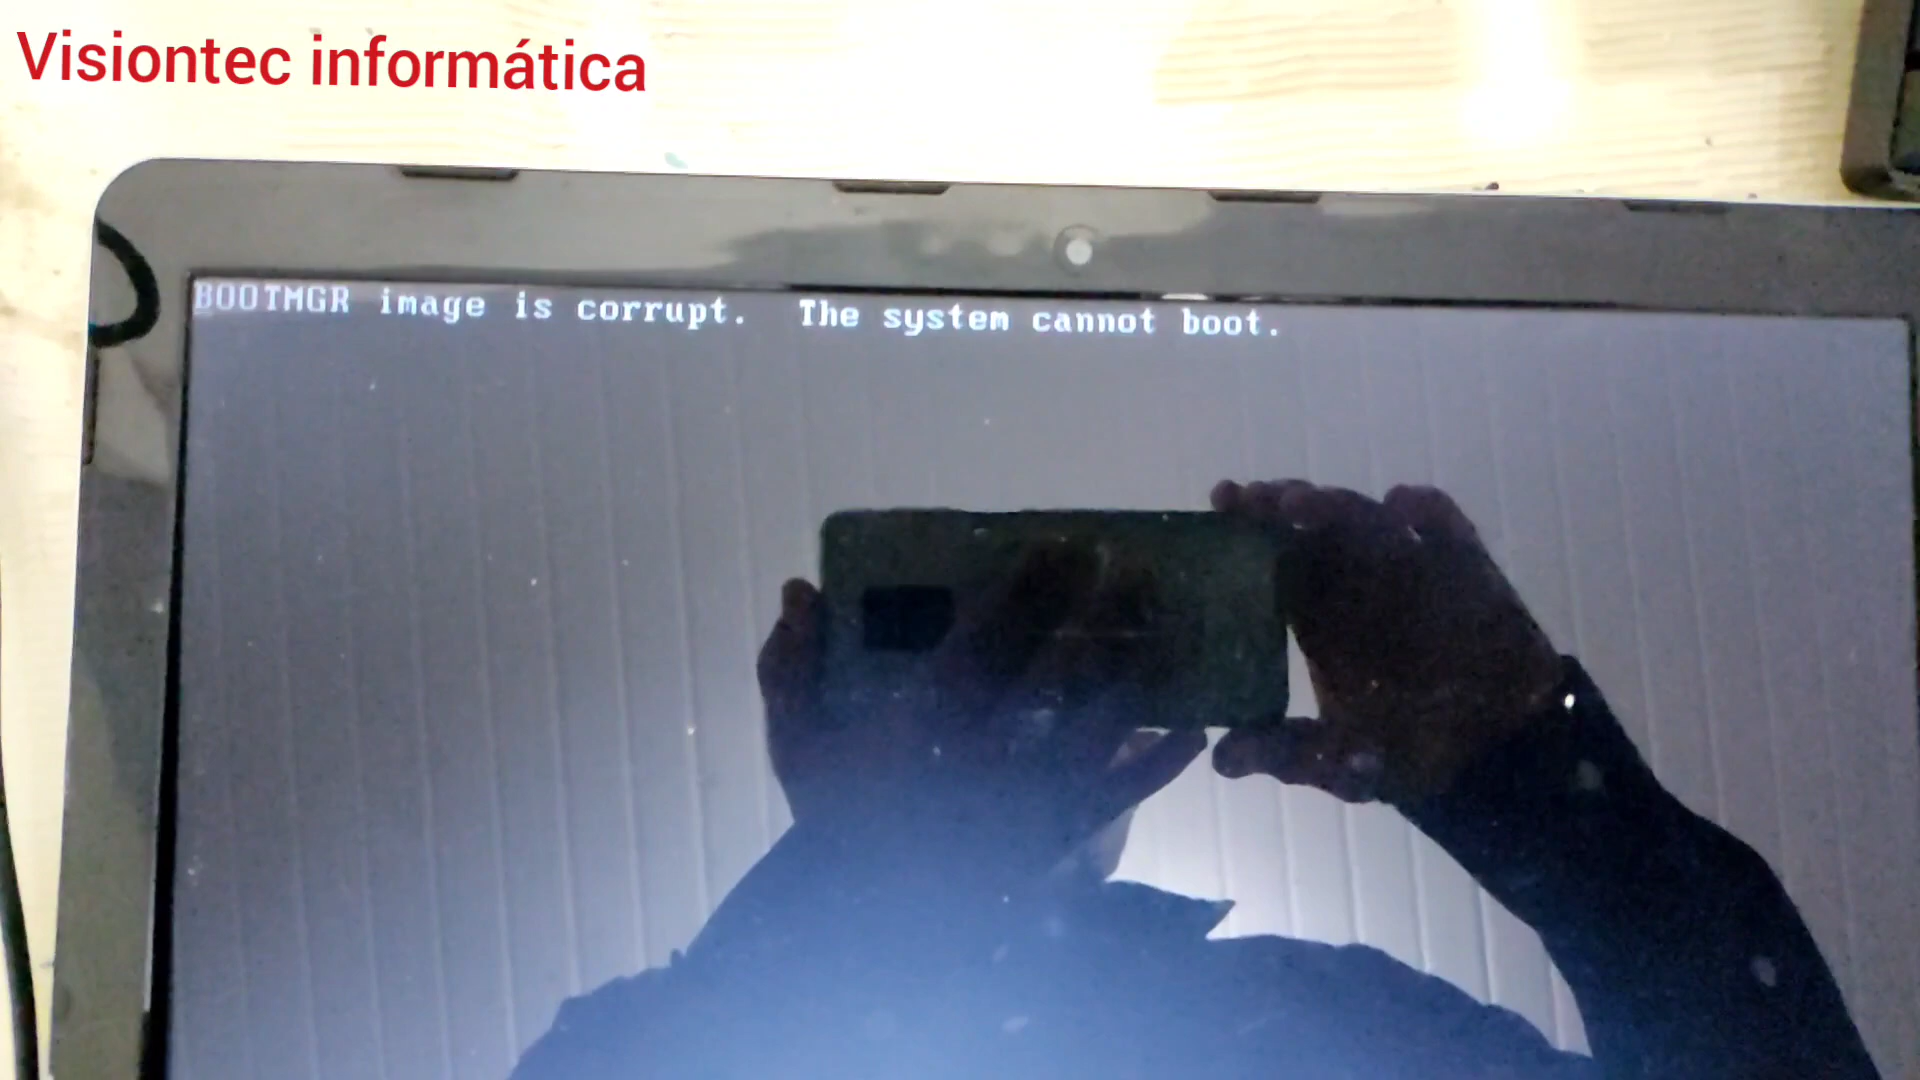 Visiontec informática
BOOTMGR image is corrupt. The system cannot boot.